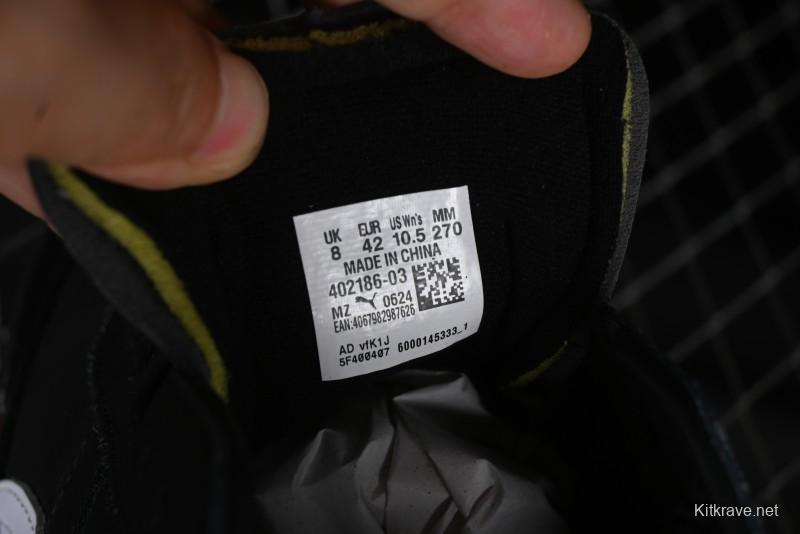 UK EUR US Wn's MM
8 42 10.5 270
MADE IN CHINA
402186-03
MZ 0624
EAN:4067982987626
AD vfK1J
5F400407 6000145333_1
Kitkrave.net